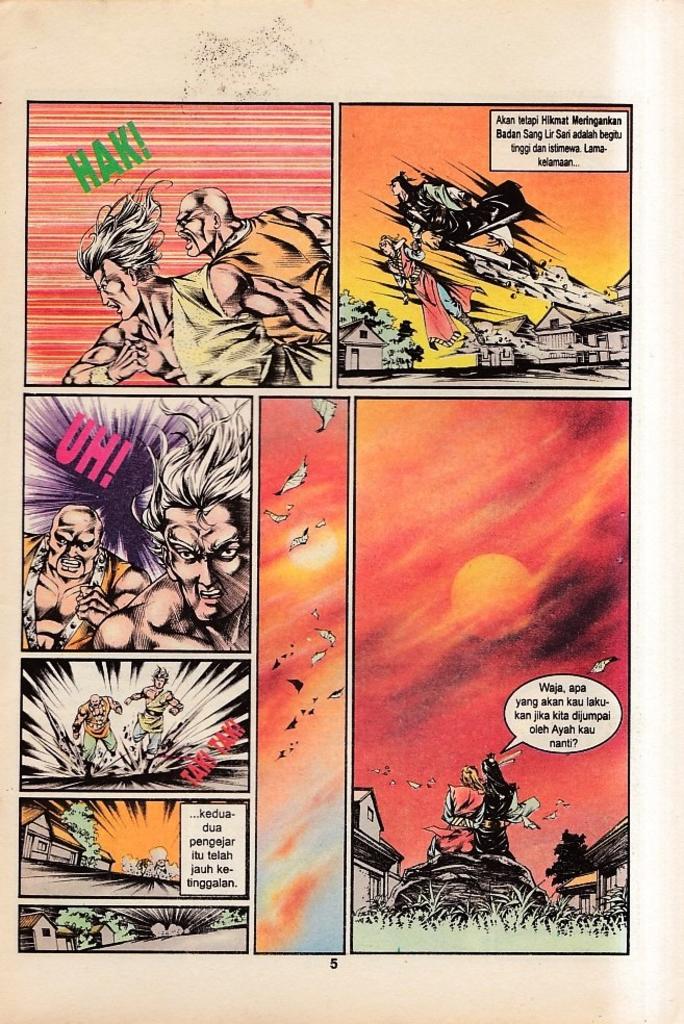 HAK!
Akan tetapi Hikmat Meringankan
Badan Sang Lir Sari adalah begitu
tinggi dan istimewa. Lama-
kelamaan...
UH!
TAK! TAK!
...kedua-
dua
pengejar
itu telah
jauh ke-
tinggalan.
Waja, apa
yang akan kau laku-
kan jika kita dijumpai
oleh Ayah kau
nanti?
5